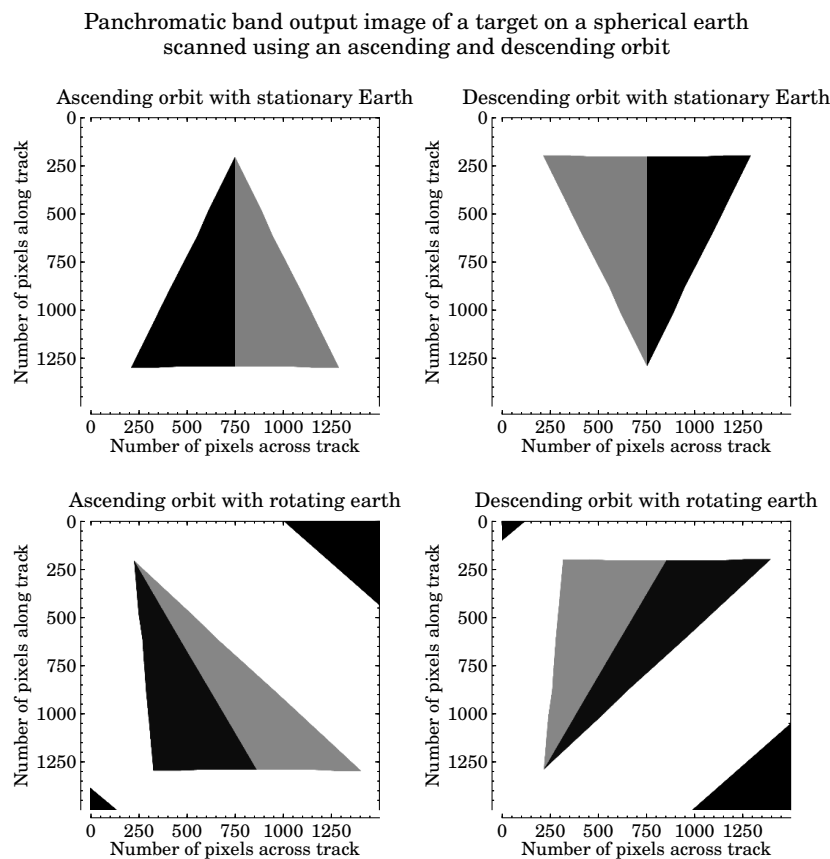 Panchromatic band output image of a target on a spherical earth
scanned using an ascending and descending orbit
Ascending orbit with stationary Earth
0
250
500
750
1000
1250
Number of pixels along track
0 250 500 750 1000 1250
Number of pixels across track
Descending orbit with stationary Earth
0
250
500
750
1000
1250
Number of pixels along track
0 250 500 750 1000 1250
Number of pixels across track
Ascending orbit with rotating earth
0
250
500
750
1000
1250
Number of pixels along track
0 250 500 750 1000 1250
Number of pixels across track
Descending orbit with rotating earth
0
250
500
750
1000
1250
Number of pixels along track
0 250 500 750 1000 1250
Number of pixels across track